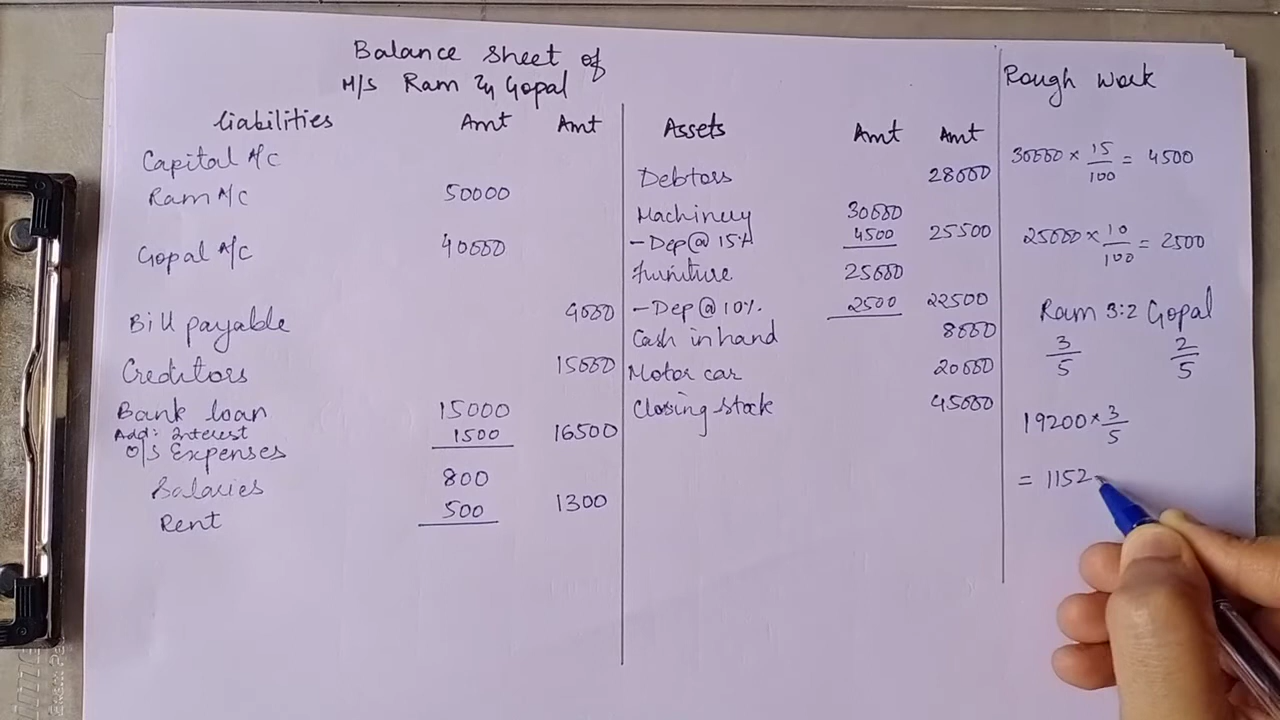 Balance Sheet of
M/S Ram & Gopal
Liabilities Amt Amt
Capital A/C
Ram A/C 50000
Gopal A/C 40000
Bill payable 9000
Creditors 15000
Bank loan 15000
Add: Interest 1500 16500
O/S Expenses
Salaries 800
Rent 500 1300
Assets Amt Amt
Debtors 28000
Machinery 30000
- Dep @ 15% 4500 25500
Furniture 25000
- Dep @ 10%. 2500 22500
Cash in hand 8000
Motor car 20000
Closing stock 45000
Rough Work
30000 × 15/100 = 4500
25000 × 10/100 = 2500
Ram 3:2 Gopal
3/5 2/5
19200 × 3/5
= 1152